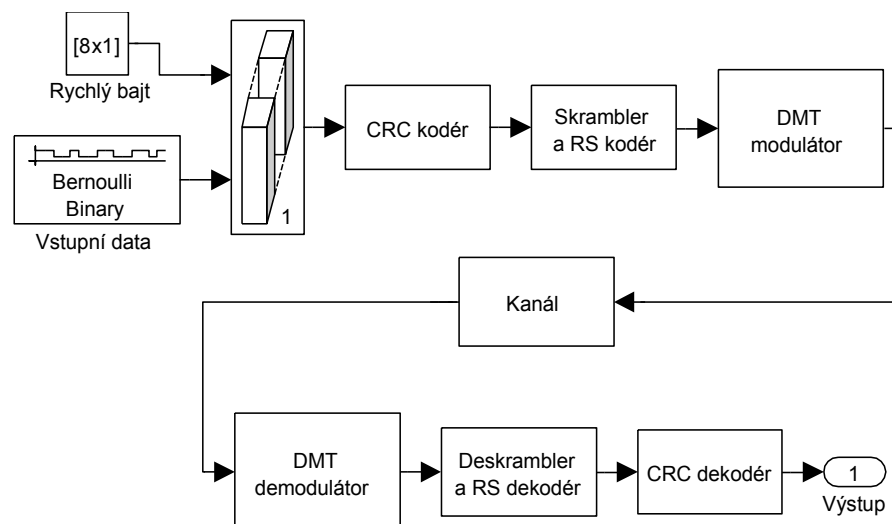 [8x1]
Rychlý bajt
Bernoulli
Binary
Vstupní data
1
CRC kodér
Skrambler
a RS kodér
DMT
modulátor
Kanál
DMT
demodulátor
Deskrambler
a RS dekodér
CRC dekodér
1
Výstup